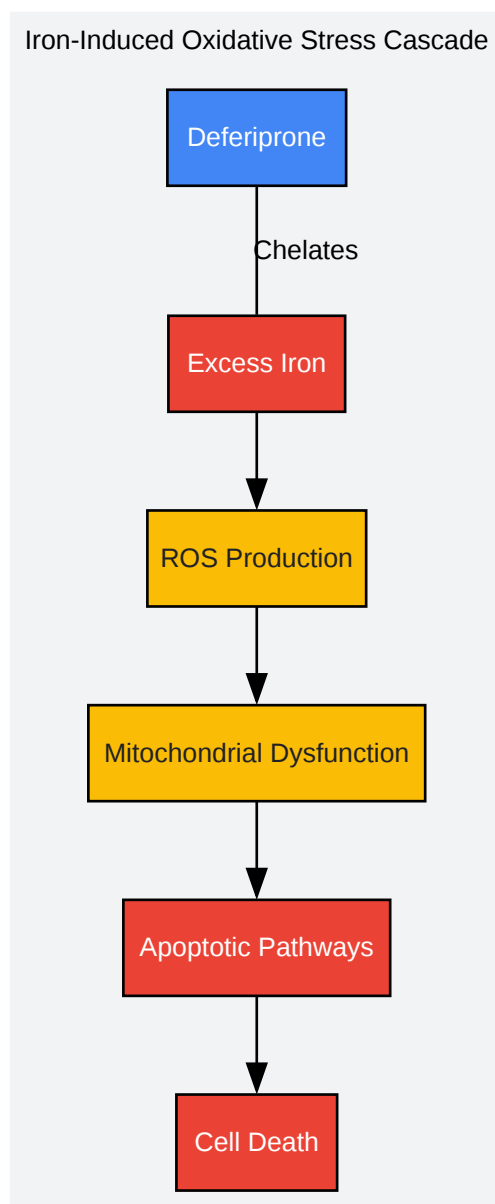 Iron-Induced Oxidative Stress Cascade
Deferiprone
Chelates
Excess Iron
ROS Production
Mitochondrial Dysfunction
Apoptotic Pathways
Cell Death